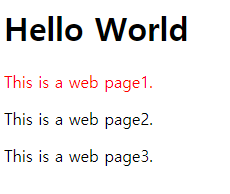 Hello World
This is a web page1.
This is a web page2.
This is a web page3.